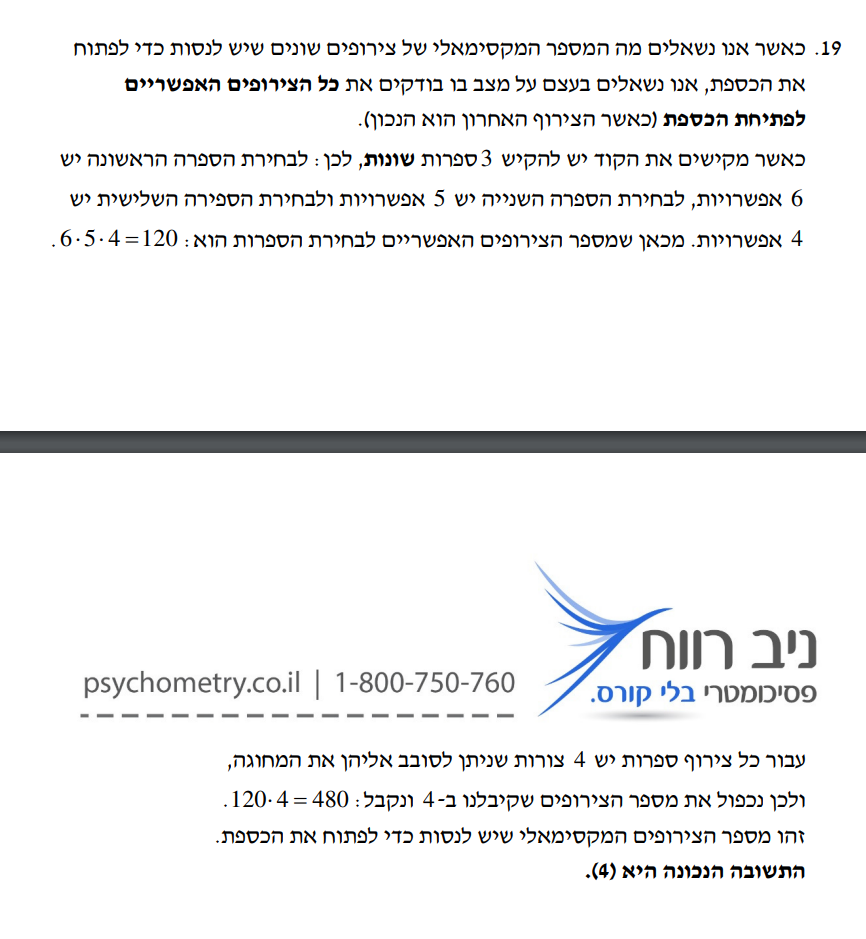 19. כאשר אנו נשאלים מה המספר המקסימאלי של צירופים שונים שיש לנסות כדי לפתוח
את הכספת, אנו נשאלים בעצם על מצב בו בודקים את כל הצירופים האפשריים
לפתיחת הכספת (כאשר הצירוף האחרון הוא הנכון).
כאשר מקישים את הקוד יש להקיש 3 ספרות שונות, לכן: לבחירת הספרה הראשונה יש
6 אפשרויות, לבחירת הספרה השנייה יש 5 אפשרויות ולבחירת הספירה השלישית יש
4 אפשרויות. מכאן שמספר הצירופים האפשריים לבחירת הספרות הוא: 6·5·4=120.
ניב רווח
פסיכומטרי בלי קורס.
psychometry.co.il | 1-800-750-760
עבור כל צירוף ספרות יש 4 צורות שניתן לסובב אליהן את המחוגה,
ולכן נכפול את מספר הצירופים שקיבלנו ב-4 ונקבל: 120·4=480.
זהו מספר הצירופים המקסימאלי שיש לנסות כדי לפתוח את הכספת.
התשובה הנכונה היא (4).